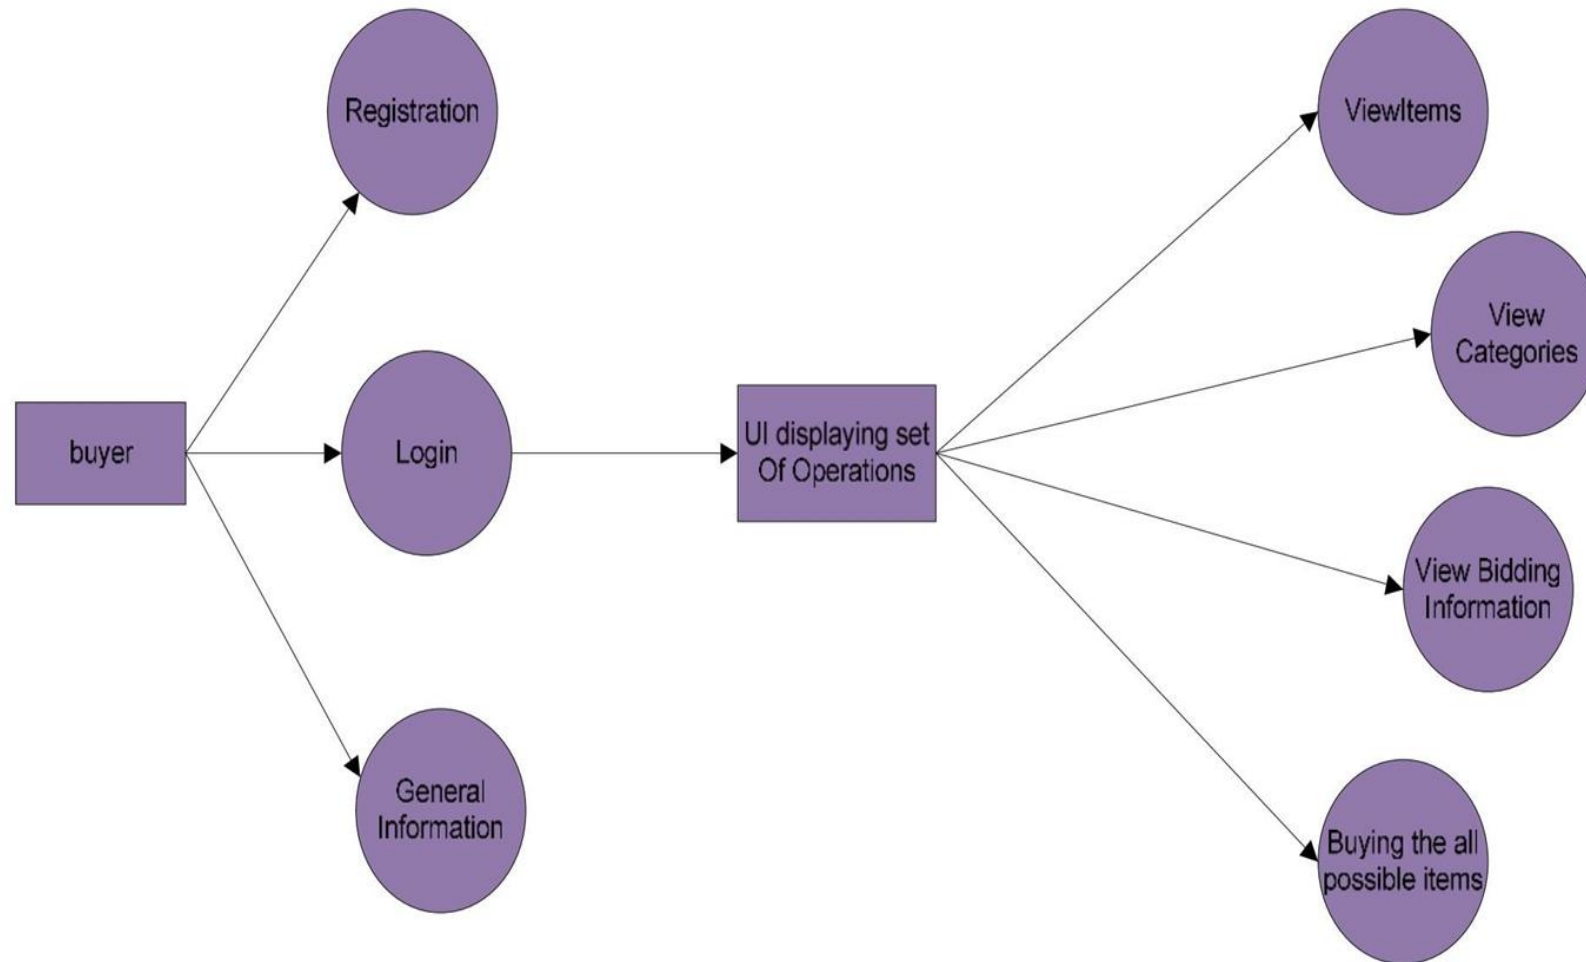 Registration
ViewItems
View
Categories
buyer
Login
UI displaying set
Of Operations
View Bidding
Information
General
Information
Buying the all
possible items